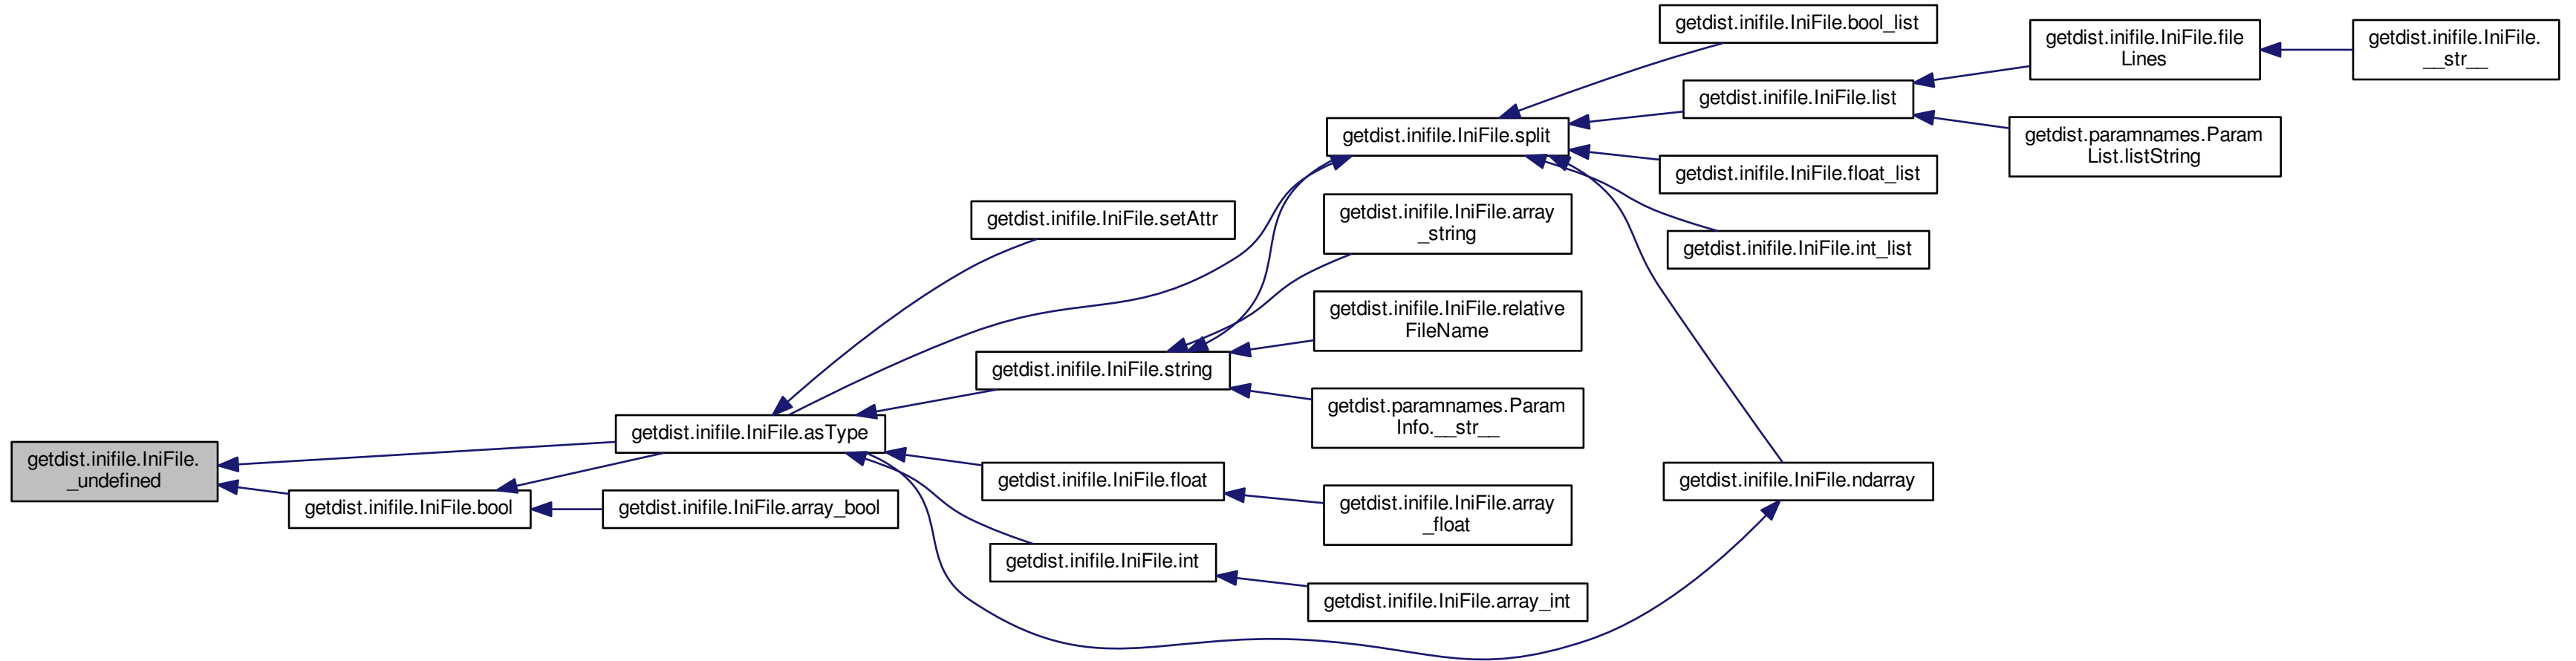 getdist.inifile.IniFile.
_undefined
getdist.inifile.IniFile.asType
getdist.inifile.IniFile.bool
getdist.inifile.IniFile.array_bool
getdist.inifile.IniFile.setAttr
getdist.inifile.IniFile.string
getdist.inifile.IniFile.float
getdist.inifile.IniFile.int
getdist.inifile.IniFile.split
getdist.inifile.IniFile.array
_string
getdist.inifile.IniFile.relative
FileName
getdist.paramnames.Param
Info.__str__
getdist.inifile.IniFile.array
_float
getdist.inifile.IniFile.array_int
getdist.inifile.IniFile.bool_list
getdist.inifile.IniFile.list
getdist.inifile.IniFile.float_list
getdist.inifile.IniFile.int_list
getdist.inifile.IniFile.ndarray
getdist.inifile.IniFile.file
Lines
getdist.paramnames.Param
List.listString
getdist.inifile.IniFile.
__str__